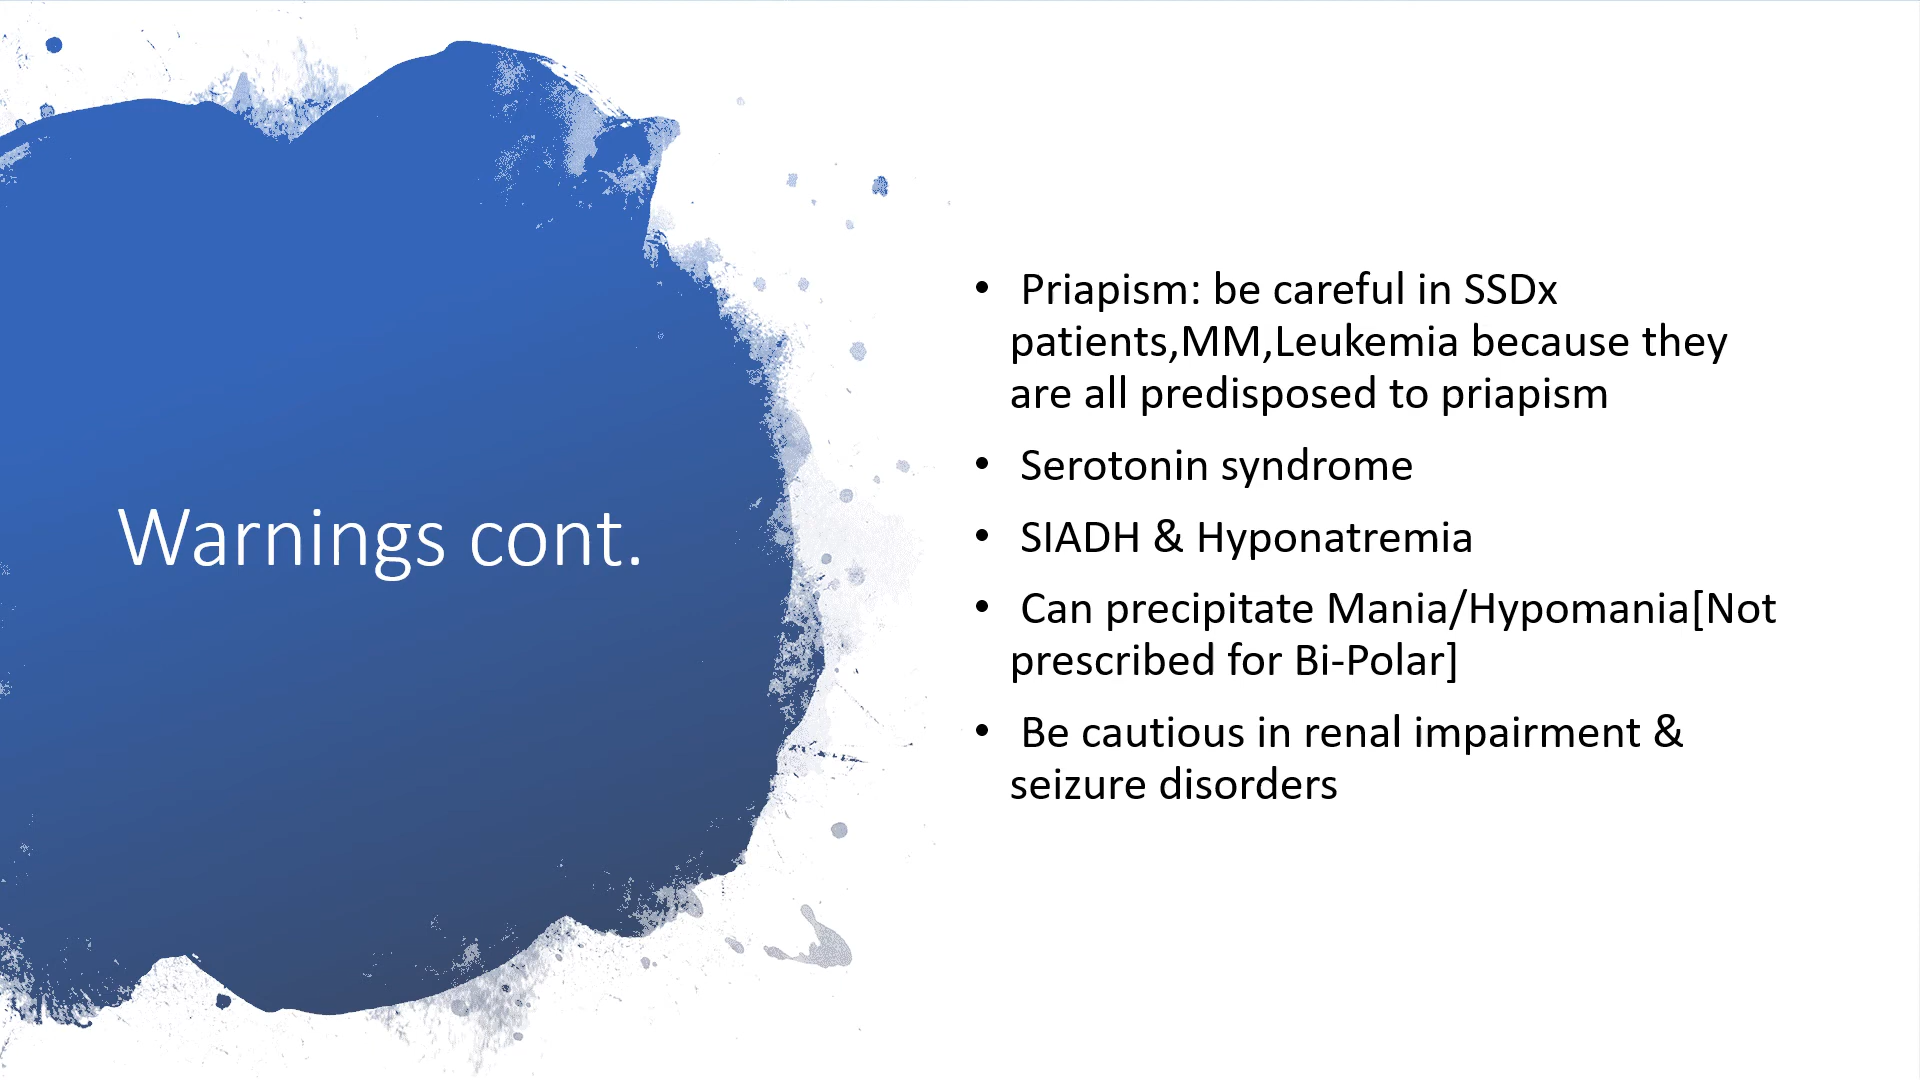 Warnings cont.
• Priapism: be careful in SSDx
patients,MM,Leukemia because they
are all predisposed to priapism
• Serotonin syndrome
• SIADH & Hyponatremia
• Can precipitate Mania/Hypomania[Not
prescribed for Bi-Polar]
• Be cautious in renal impairment &
seizure disorders